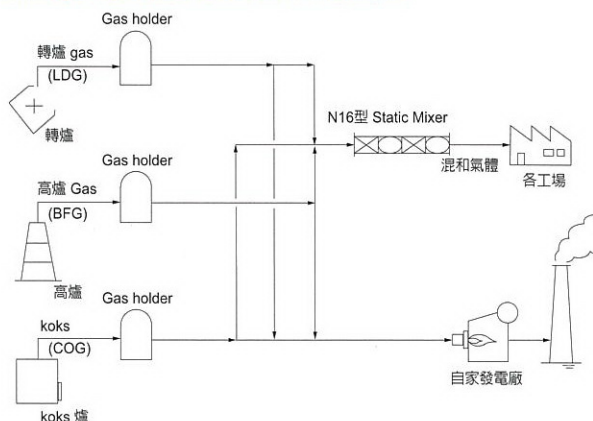 Gas holder
轉爐 gas
(LDG)
轉爐
N16型 Static Mixer
混和氣體
各工場
Gas holder
高爐 Gas
(BFG)
高爐
Gas holder
koks
(COG)
koks 爐
自家發電廠